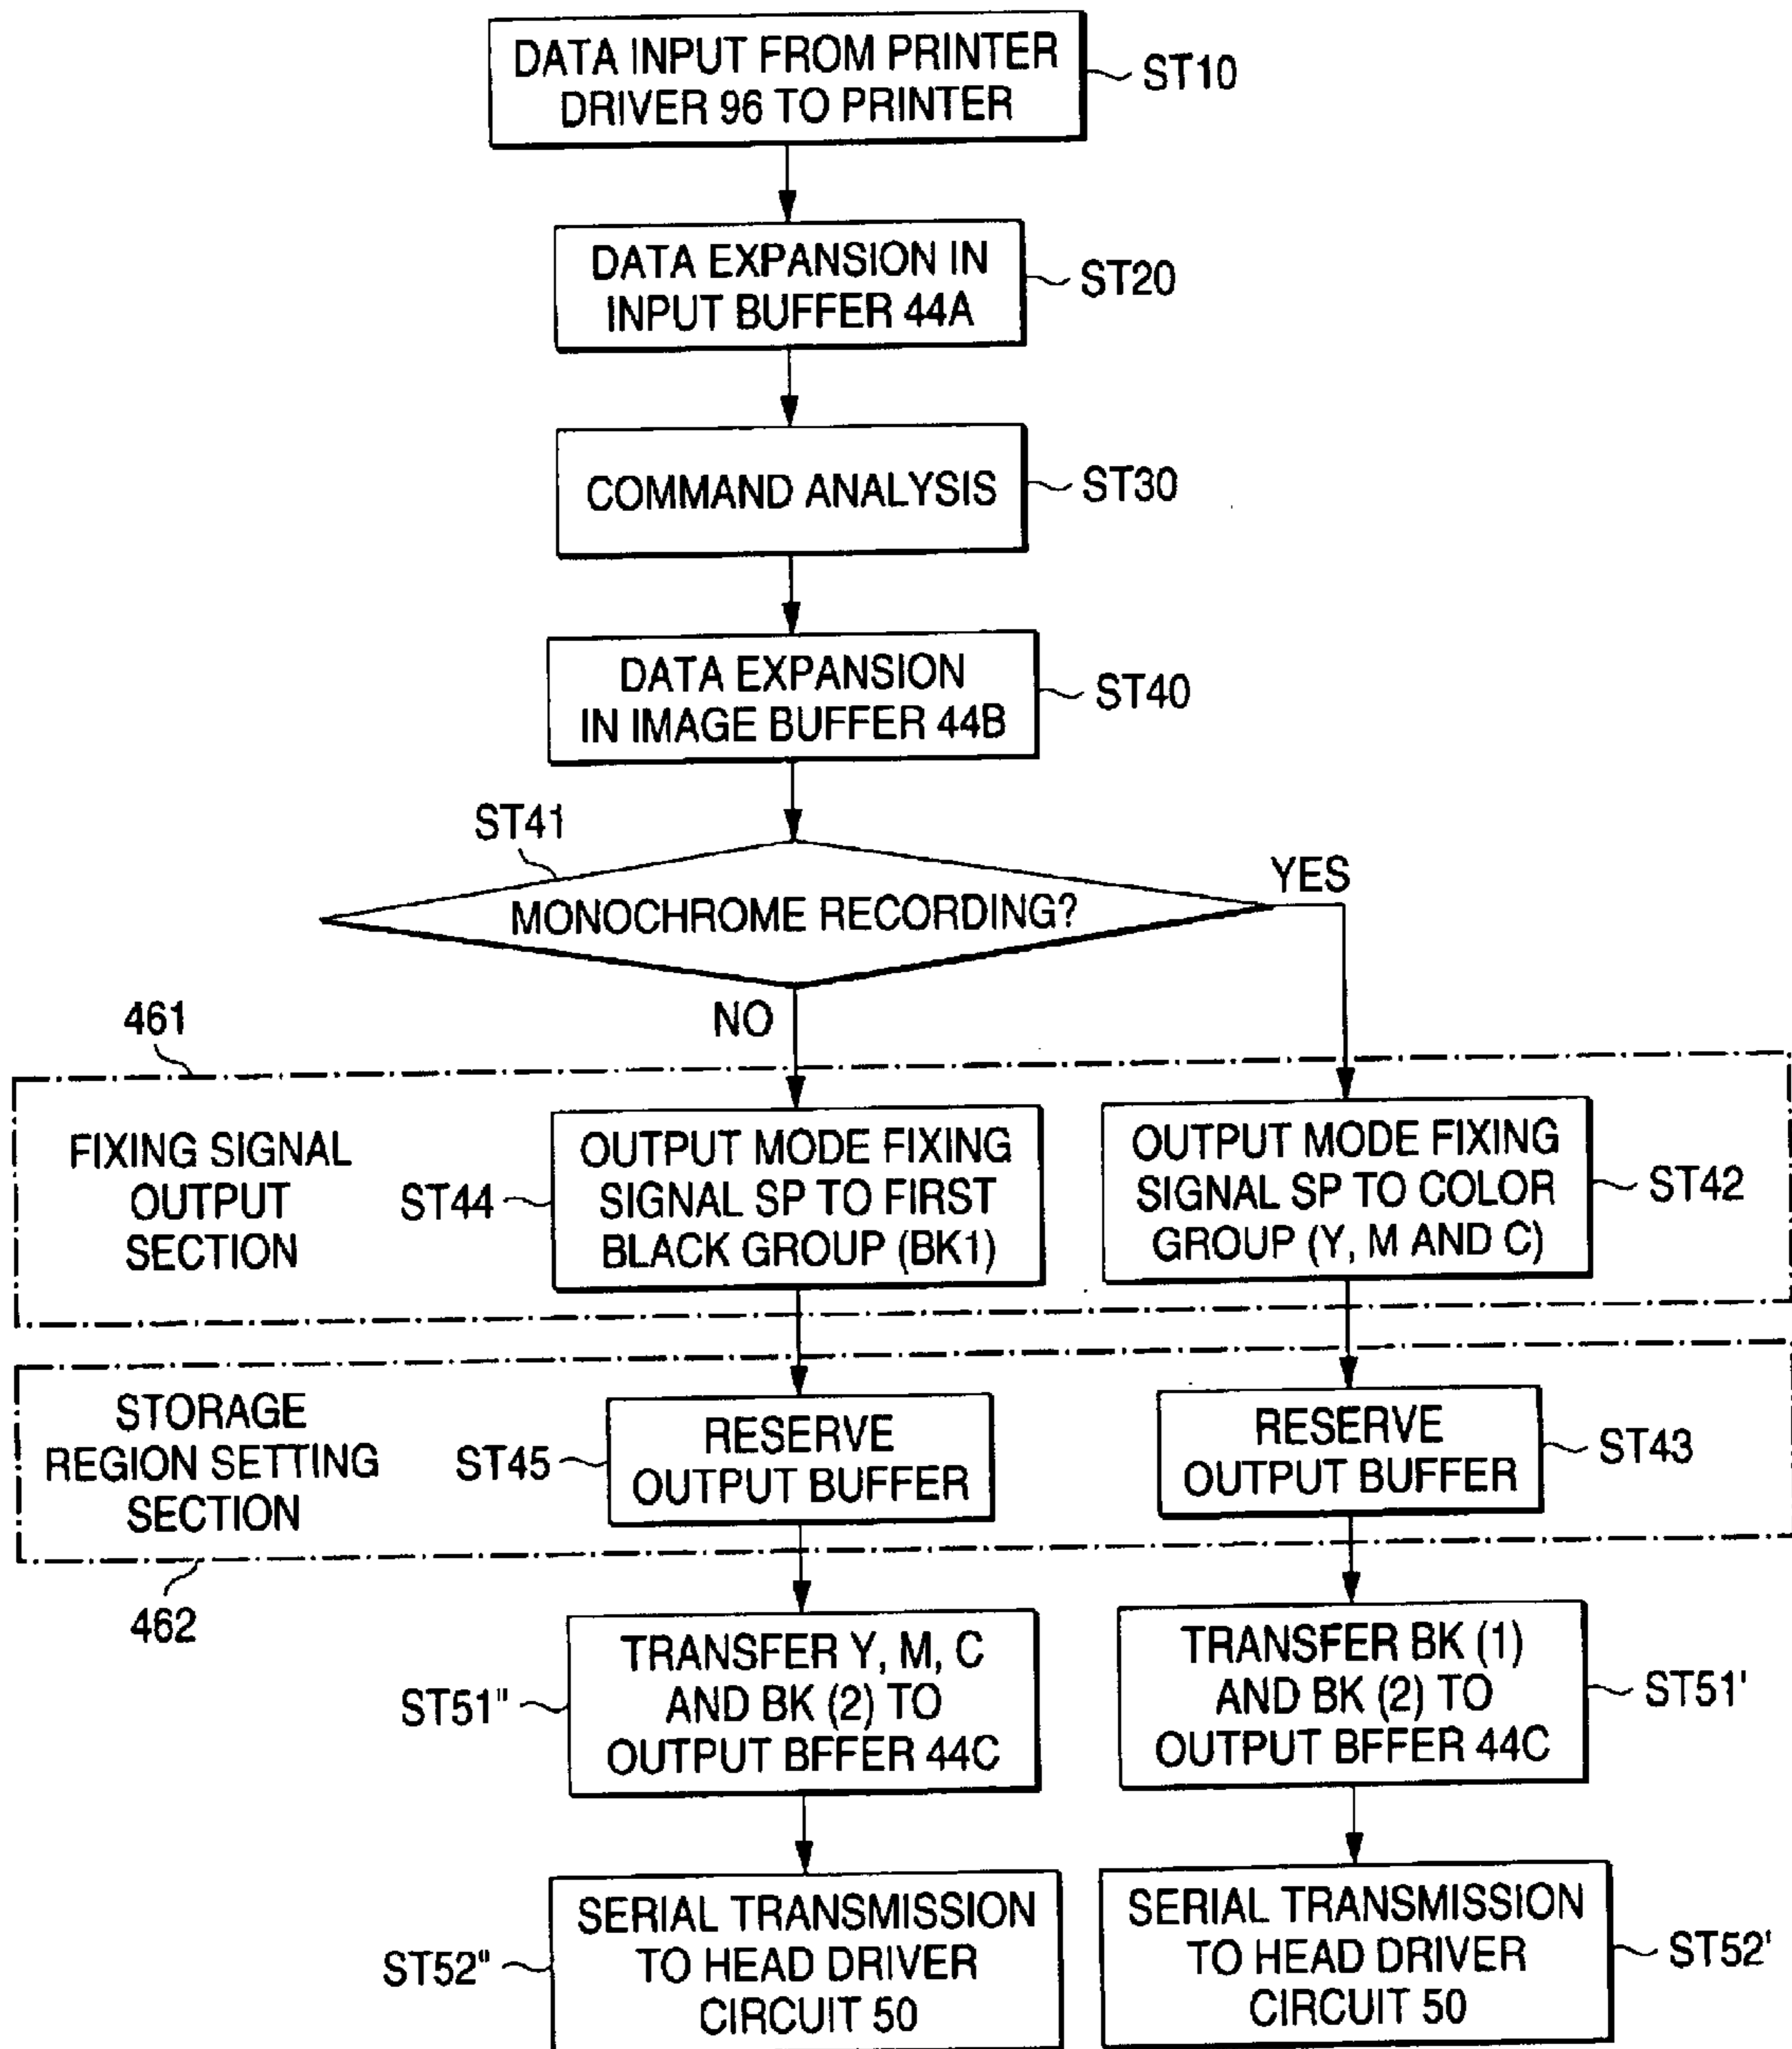 DATA INPUT FROM PRINTER
DRIVER 96 TO PRINTER
ST10
DATA EXPANSION IN
INPUT BUFFER 44A
ST20
COMMAND ANALYSIS
ST30
DATA EXPANSION
IN IMAGE BUFFER 44B
ST40
ST41
MONOCHROME RECORDING?
YES
NO
461
FIXING SIGNAL
OUTPUT
SECTION
ST44
OUTPUT MODE FIXING
SIGNAL SP TO FIRST
BLACK GROUP (BK1)
OUTPUT MODE FIXING
SIGNAL SP TO COLOR
GROUP (Y, M AND C)
ST42
STORAGE
REGION SETTING
SECTION
ST45
RESERVE
OUTPUT BUFFER
RESERVE
OUTPUT BUFFER
ST43
462
ST51"
TRANSFER Y, M, C
AND BK (2) TO
OUTPUT BFFER 44C
TRANSFER BK (1)
AND BK (2) TO
OUTPUT BFFER 44C
ST51'
ST52"
SERIAL TRANSMISSION
TO HEAD DRIVER
CIRCUIT 50
SERIAL TRANSMISSION
TO HEAD DRIVER
CIRCUIT 50
ST52'